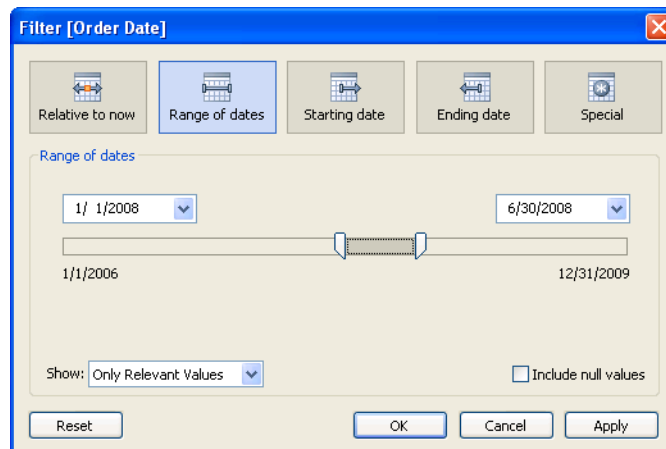 Filter [Order Date]
Relative to now
Range of dates
Starting date
Ending date
Special
Range of dates
1/ 1/2008
6/30/2008
1/1/2006
12/31/2009
Show: Only Relevant Values
Include null values
Reset
OK
Cancel
Apply